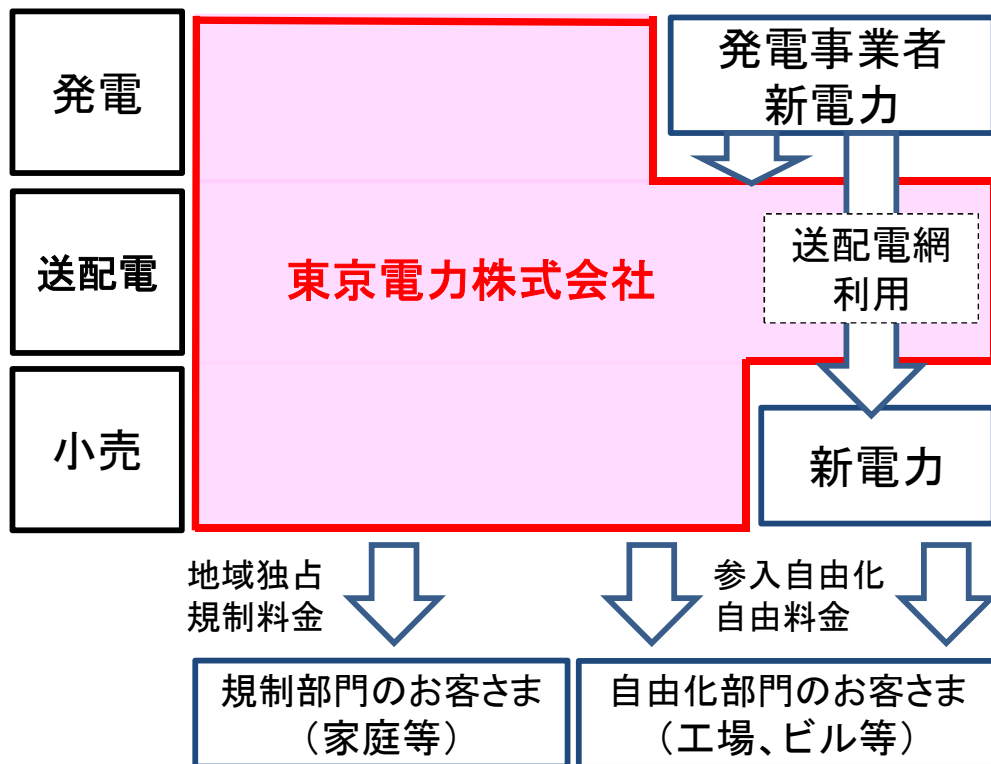 発電
発電事業者
新電力
送配電
東京電力株式会社
送配電網
利用
小売
新電力
地域独占
規制料金
参入自由化
自由料金
規制部門のお客さま
（家庭等）
自由化部門のお客さま
（工場、ビル等）